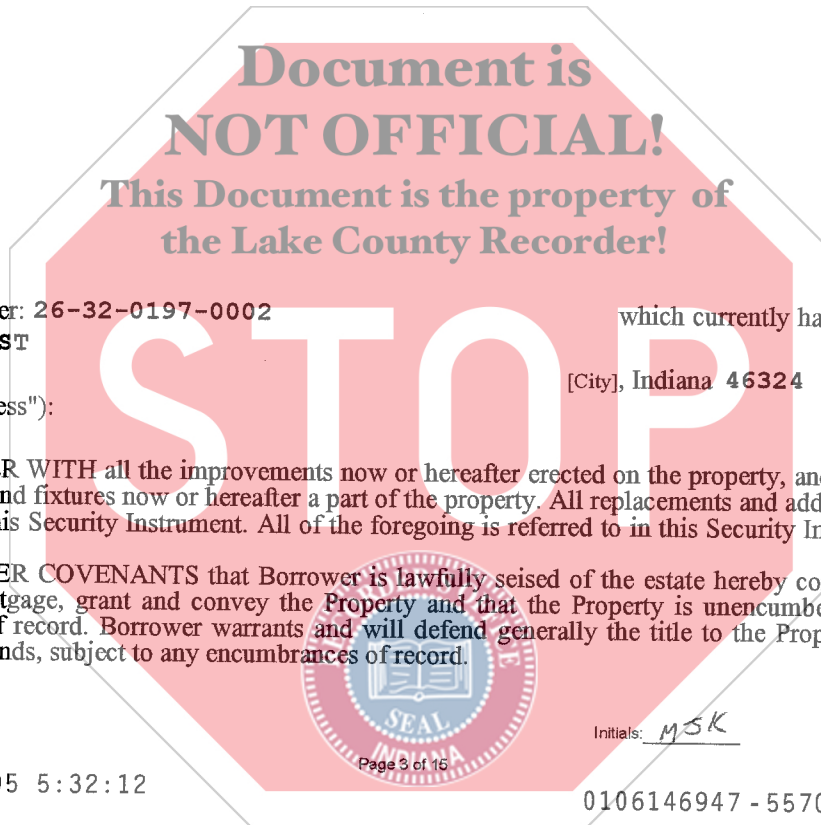 Document is
NOT OFFICIAL!
This Document is the property of
the Lake County Recorder!
er: 26-32-0197-0002 which currently ha
ST
[City], Indiana 46324
ess"):
STOP
R WITH all the improvements now or hereafter erected on the property, an
nd fixtures now or hereafter a part of the property. All replacements and add
is Security Instrument. All of the foregoing is referred to in this Security In
ER COVENANTS that Borrower is lawfully seised of the estate hereby co
tgage, grant and convey the Property and that the Property is unencumbe
f record. Borrower warrants and will defend generally the title to the Prop
nds, subject to any encumbrances of record.
SEAL
INDIANA
Initials: MSK
Page 3 of 15
05 5:32:12
0106146947 - 5570